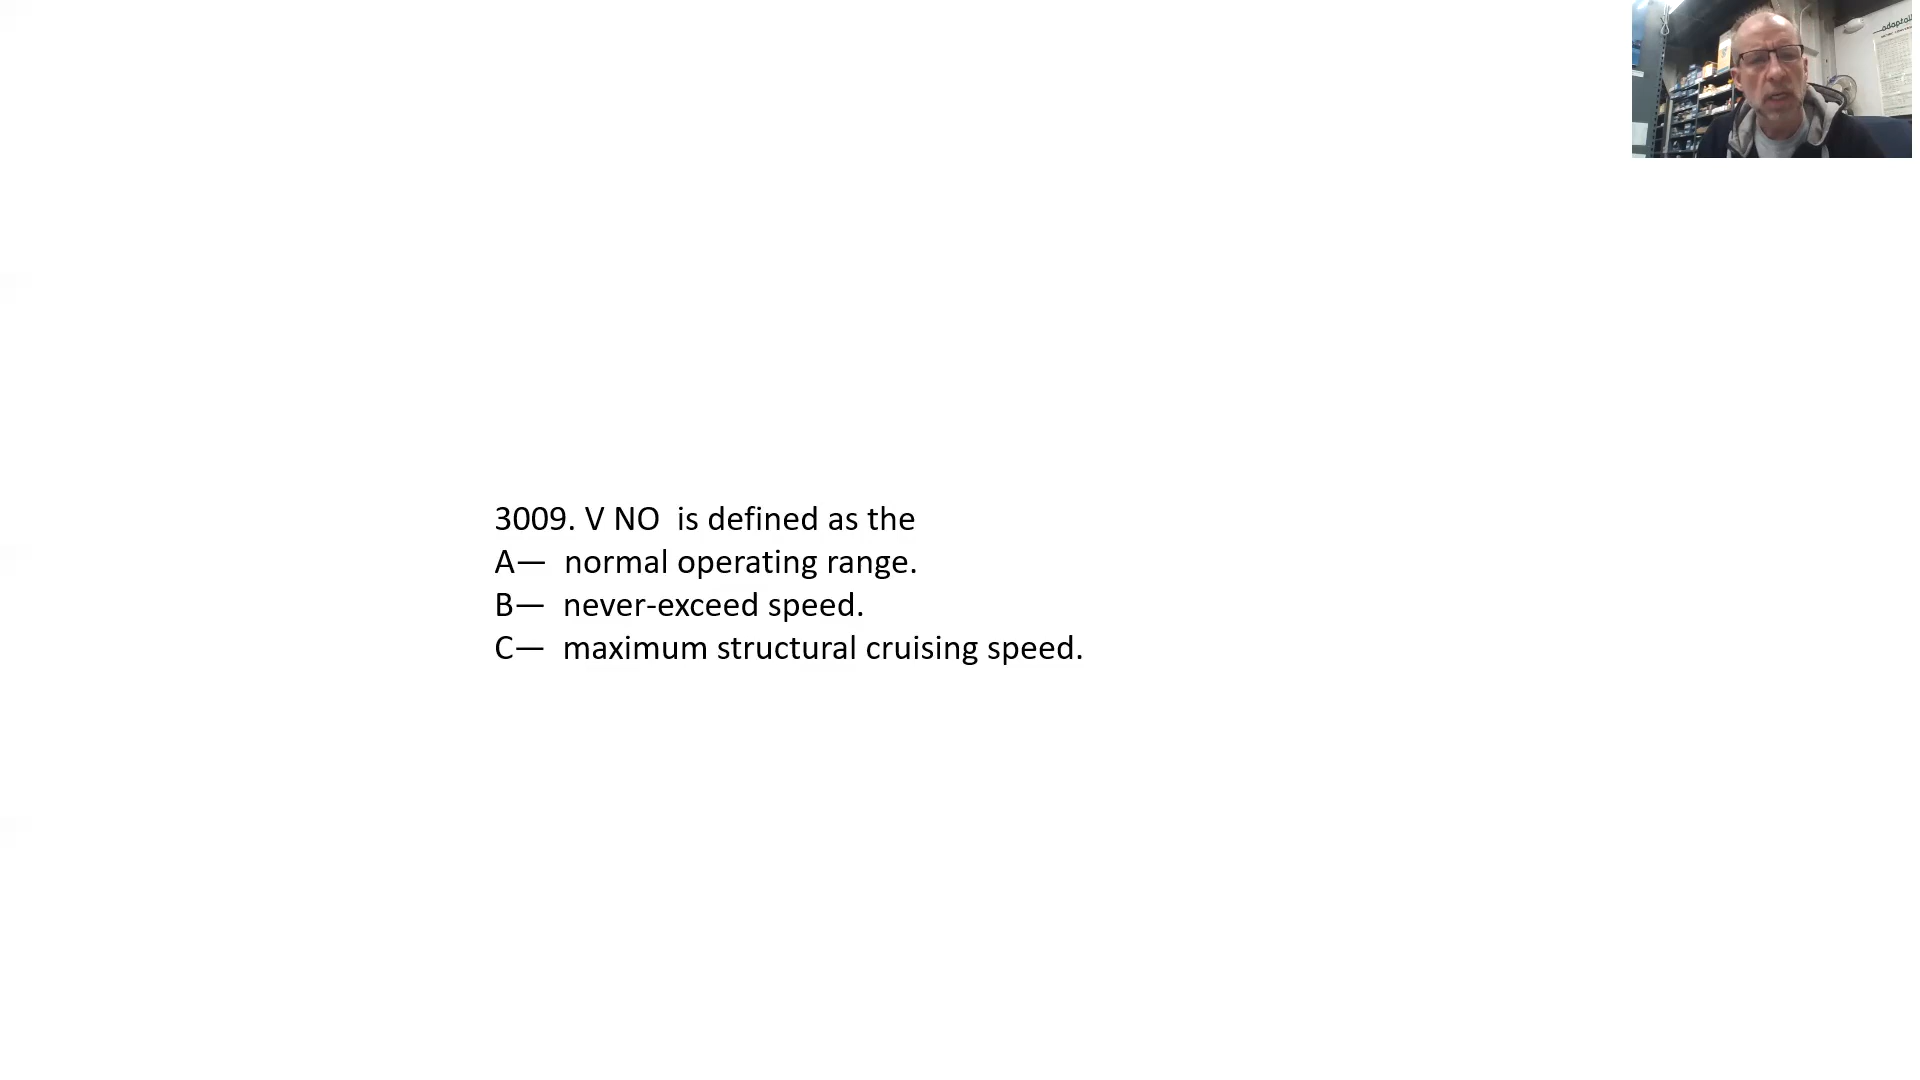 3009. V NO  is defined as the
A—  normal operating range.
B—  never-exceed speed.
C—  maximum structural cruising speed.